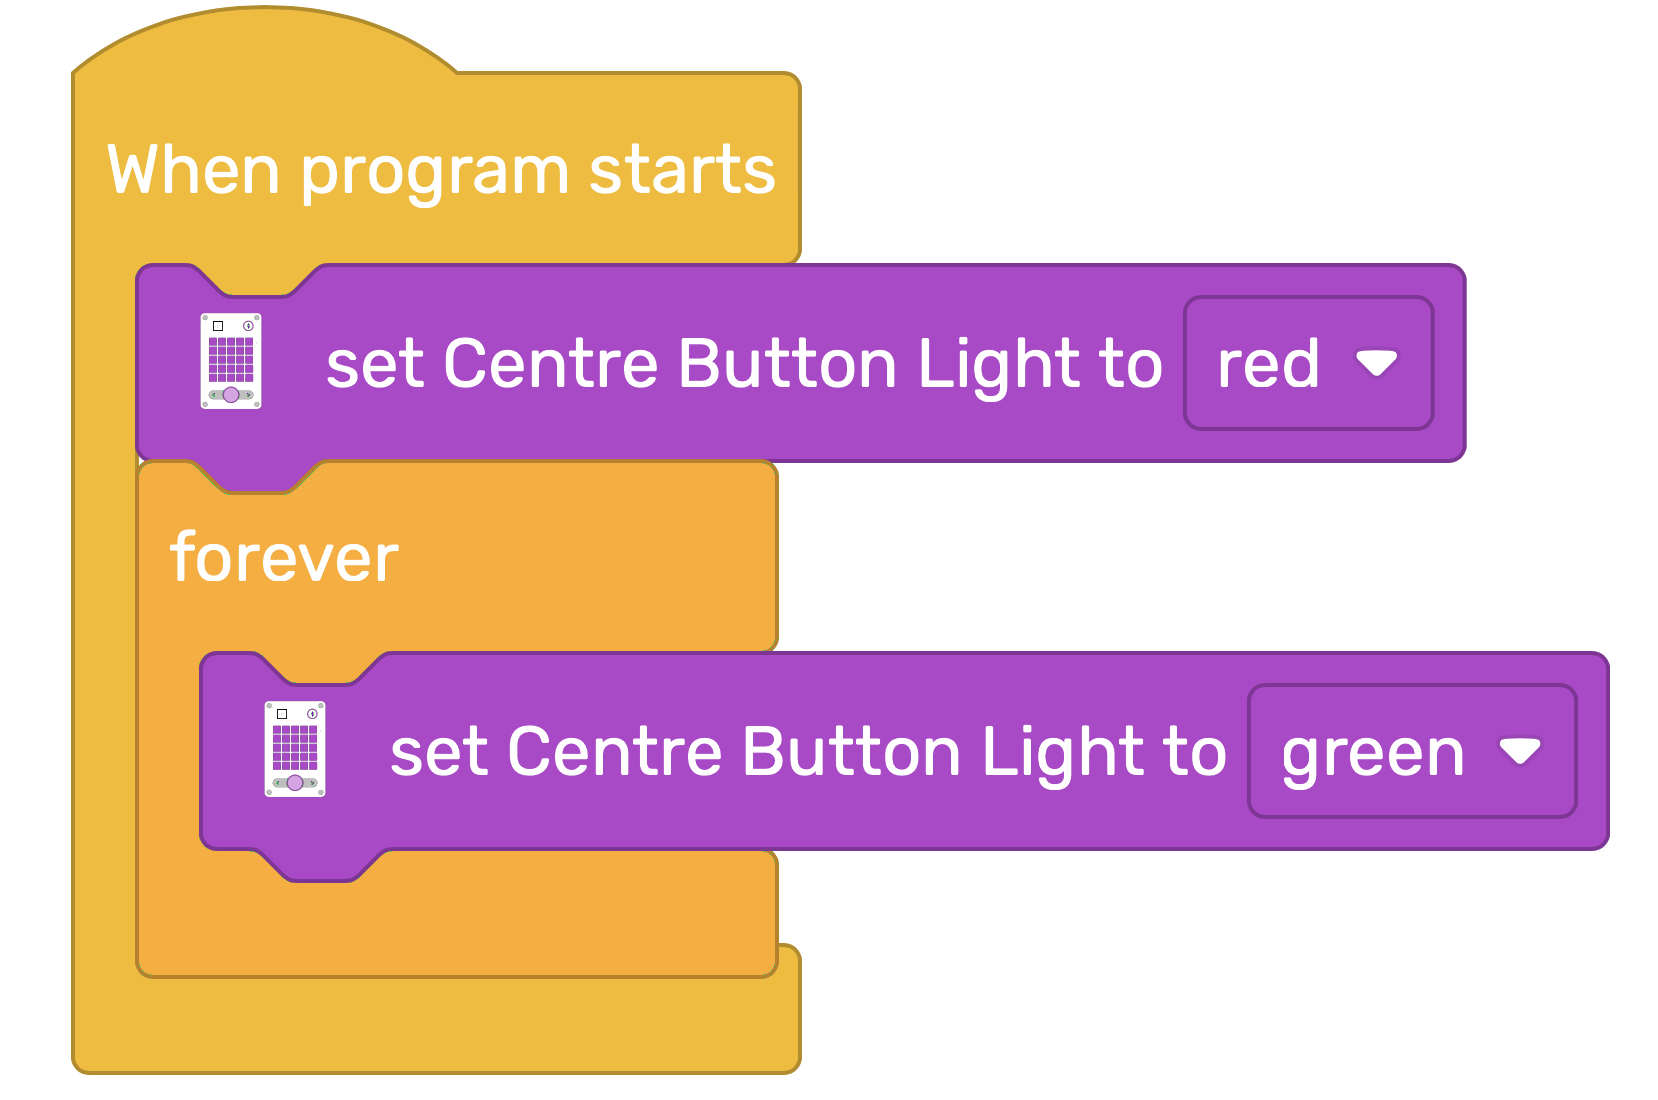 When program starts
set Centre Button Light to red
forever
set Centre Button Light to green